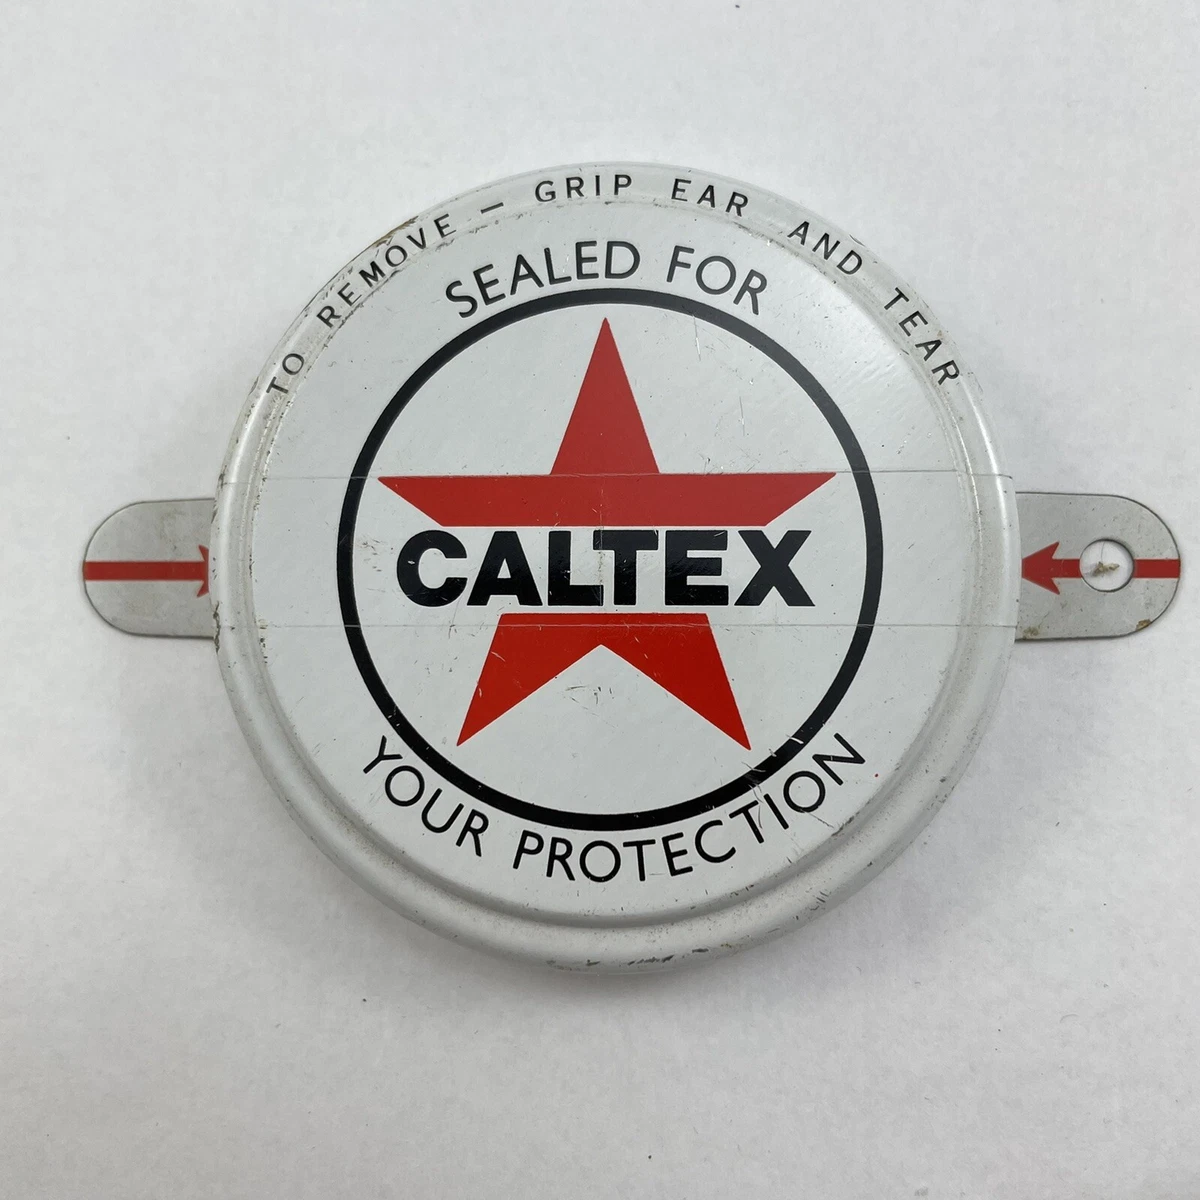 TO REMOVE — GRIP EAR AND TEAR
SEALED FOR
CALTEX
YOUR PROTECTION